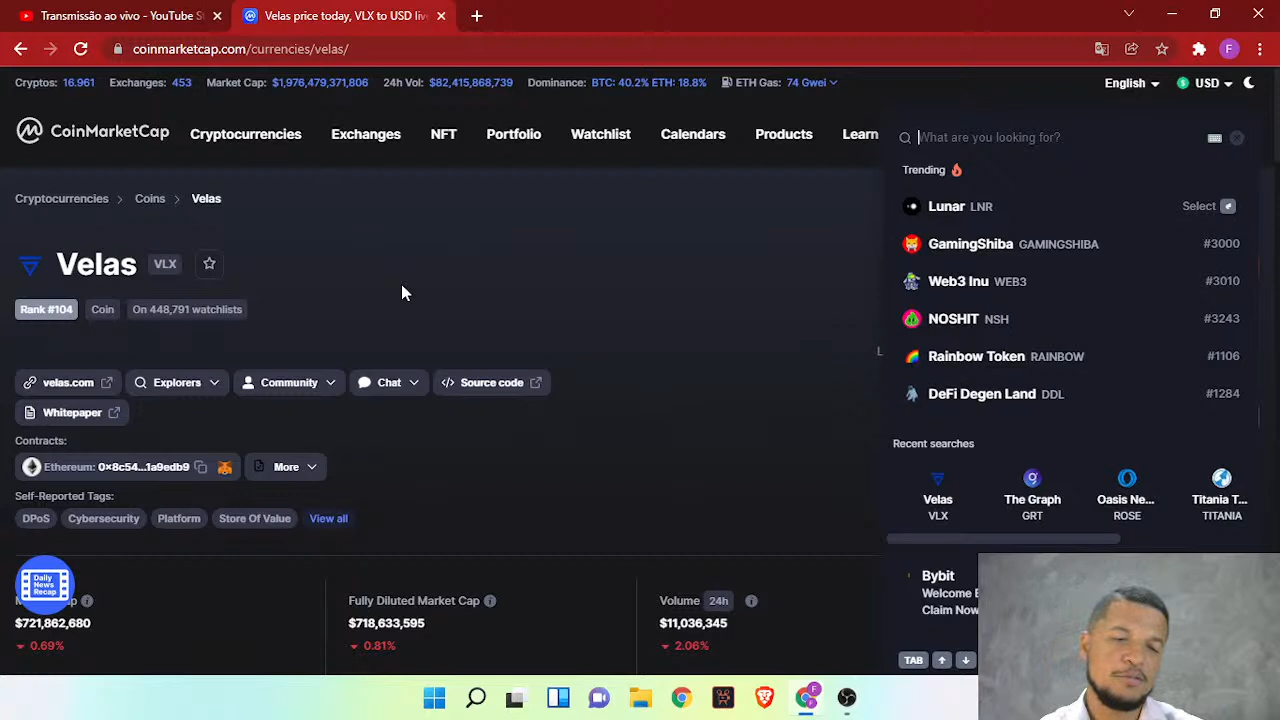 Transmissão ao vivo - YouTube S
Velas price today, VLX to USD liv
coinmarketcap.com/currencies/velas/
F
Cryptos: 16.961 Exchanges: 453 Market Cap: $1,976,479,371,806 24h Vol: $82,415,868,739 Dominance: BTC: 40.2% ETH: 18.8% ETH Gas: 74 Gwei
English USD
CoinMarketCap Cryptocurrencies Exchanges NFT Portfolio Watchlist Calendars Products Learn
What are you looking for?
Trending
Lunar LNR Select
GamingShiba GAMINGSHIBA #3000
Web3 Inu WEB3 #3010
NOSHIT NSH #3243
Rainbow Token RAINBOW #1106
DeFi Degen Land DDL #1284
Recent searches
Velas The Graph Oasis Ne... Titania T...
VLX GRT ROSE TITANIA
Bybit
Welcome
Claim Now
TAB
Cryptocurrencies > Coins > Velas
Velas VLX
Rank #104 Coin On 448,791 watchlists
velas.com Explorers Community Chat Source code
Whitepaper
Contracts:
Ethereum: 0x8c54...1a9edb9 More
Self-Reported Tags:
DPoS Cybersecurity Platform Store Of Value View all
Daily
News
Recap
Fully Diluted Market Cap Volume 24h
$721,862,680 $718,633,595 $11,036,345
0.69% 0.81% 2.06%
F